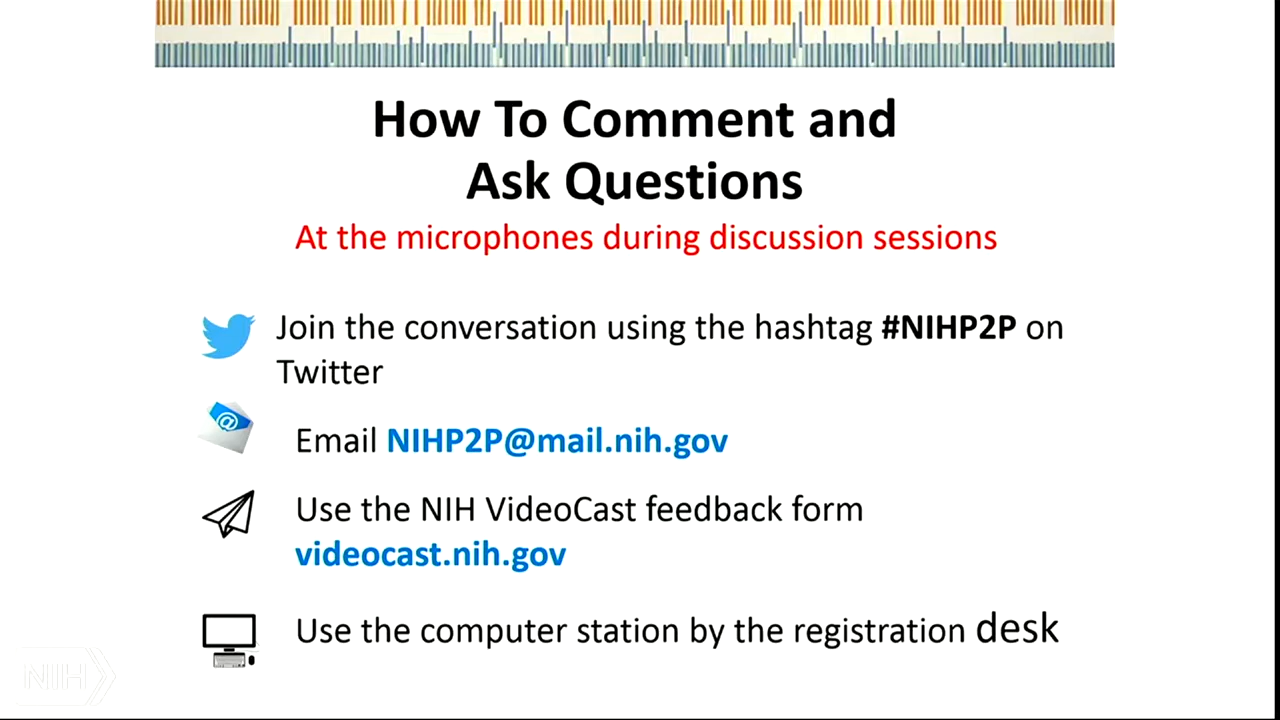 How To Comment and
Ask Questions
At the microphones during discussion sessions
Join the conversation using the hashtag #NIHP2P on
Twitter
@
Email NIHP2P@mail.nih.gov
Use the NIH VideoCast feedback form
videocast.nih.gov
Use the computer station by the registration desk
NIH